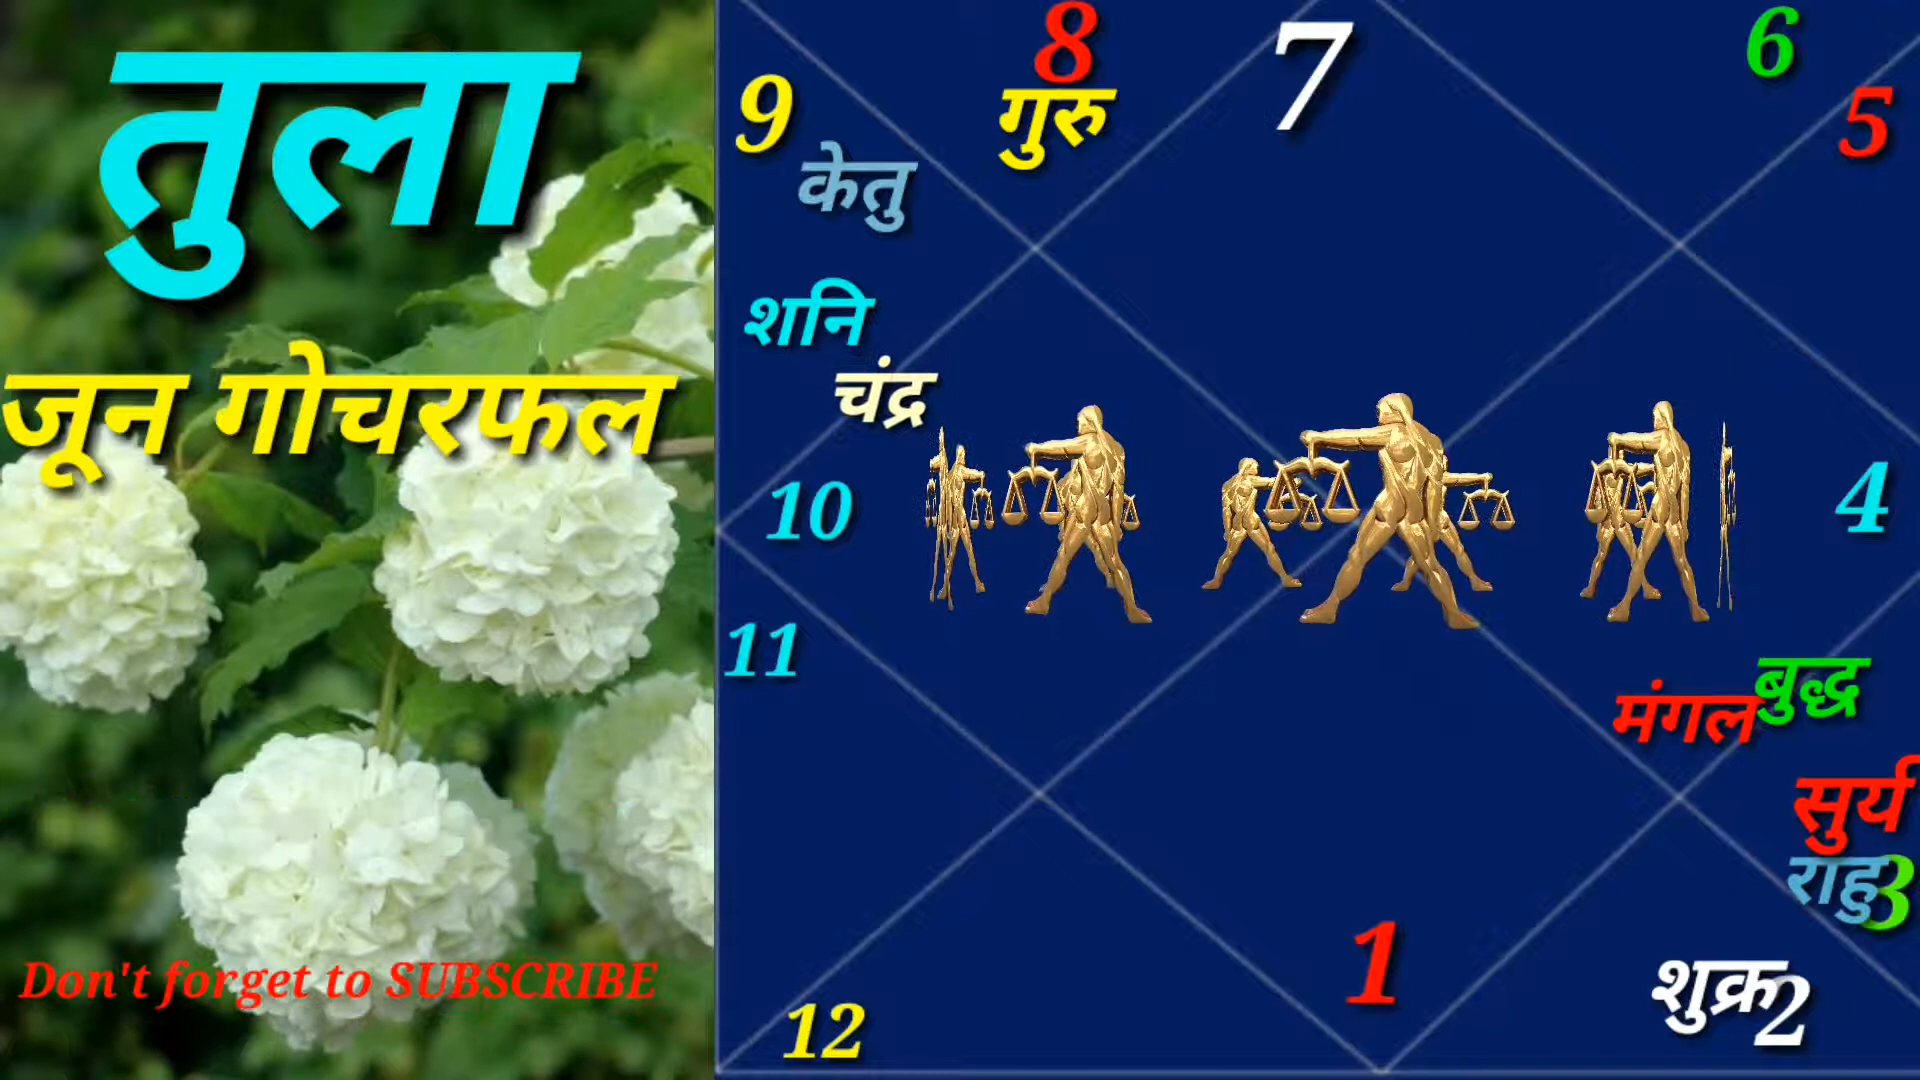 तुला
जून गोचरफल
Don't forget to SUBSCRIBE
8
7
6
9
गुरु
5
केतु
शनि
चंद्र
10
4
11
बुद्ध
मंगल
सुर्य
राहु 3
1
शुक्र 2
12